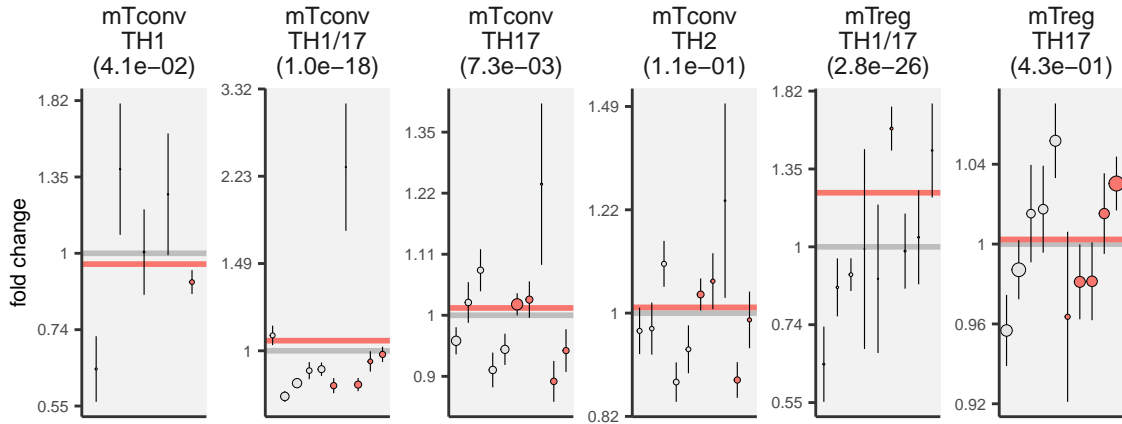 mTconv
TH1
(4.1e−02)
mTconv
TH1/17
(1.0e−18)
mTconv
TH17
(7.3e−03)
mTconv
TH2
(1.1e−01)
mTreg
TH1/17
(2.8e−26)
mTreg
TH17
(4.3e−01)
fold change
1.82
1.35
1
0.74
0.55
3.32
2.23
1.49
1
1.35
1.22
1.11
1
0.9
1.49
1.22
1
0.82
1.82
1.35
1
0.74
0.55
1.04
1
0.96
0.92